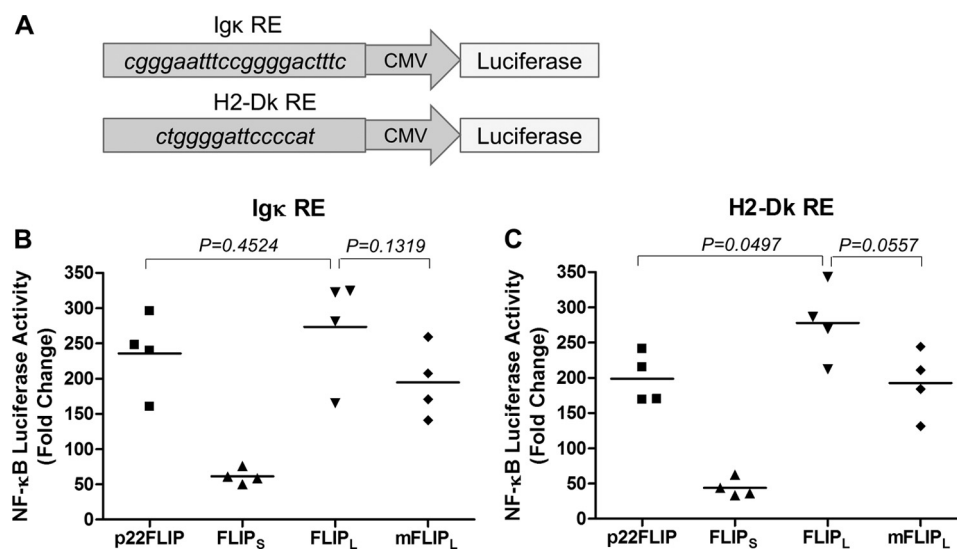 A
Igκ RE
cgggaatttccggggactttc CMV Luciferase
H2-Dk RE
ctggggattccccat CMV Luciferase
B
Igκ RE
P=0.4524
P=0.1319
NF-κB Luciferase Activity
(Fold Change)
350
300
250
200
150
100
50
0
p22FLIP FLIPS FLIPL mFLIPL
C
H2-Dk RE
P=0.0497
P=0.0557
NF-κB Luciferase Activity
(Fold Change)
350
300
250
200
150
100
50
0
p22FLIP FLIPS FLIPL mFLIPL